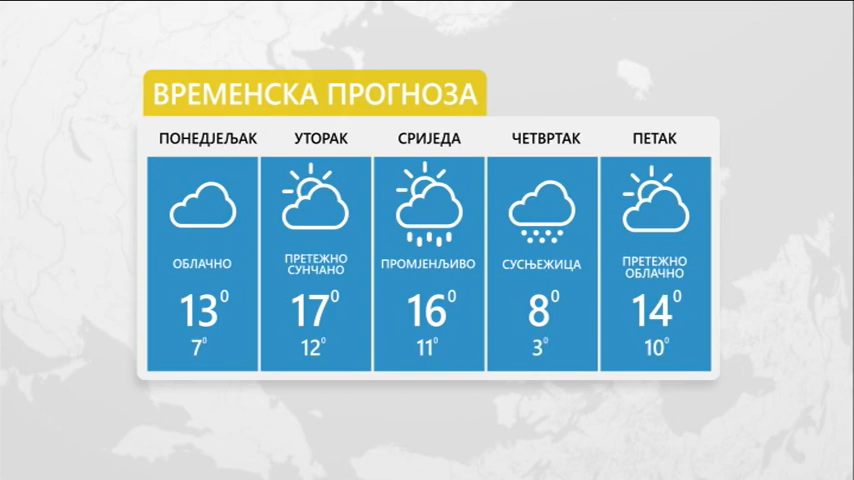 ВРЕМЕНСКА ПРОГНОЗА
ПОНЕДЈЕЉАК УТОРАК СРИЈЕДА ЧЕТВРТАК ПЕТАК
ОБЛАЧНО
13⁰
7⁰
ПРЕТЕЖНО
СУНЧАНО
17⁰
12⁰
ПРОМЈЕНЉИВО
16⁰
11⁰
СУСЊЕЖИЦА
8⁰
3⁰
ПРЕТЕЖНО
ОБЛАЧНО
14⁰
10⁰